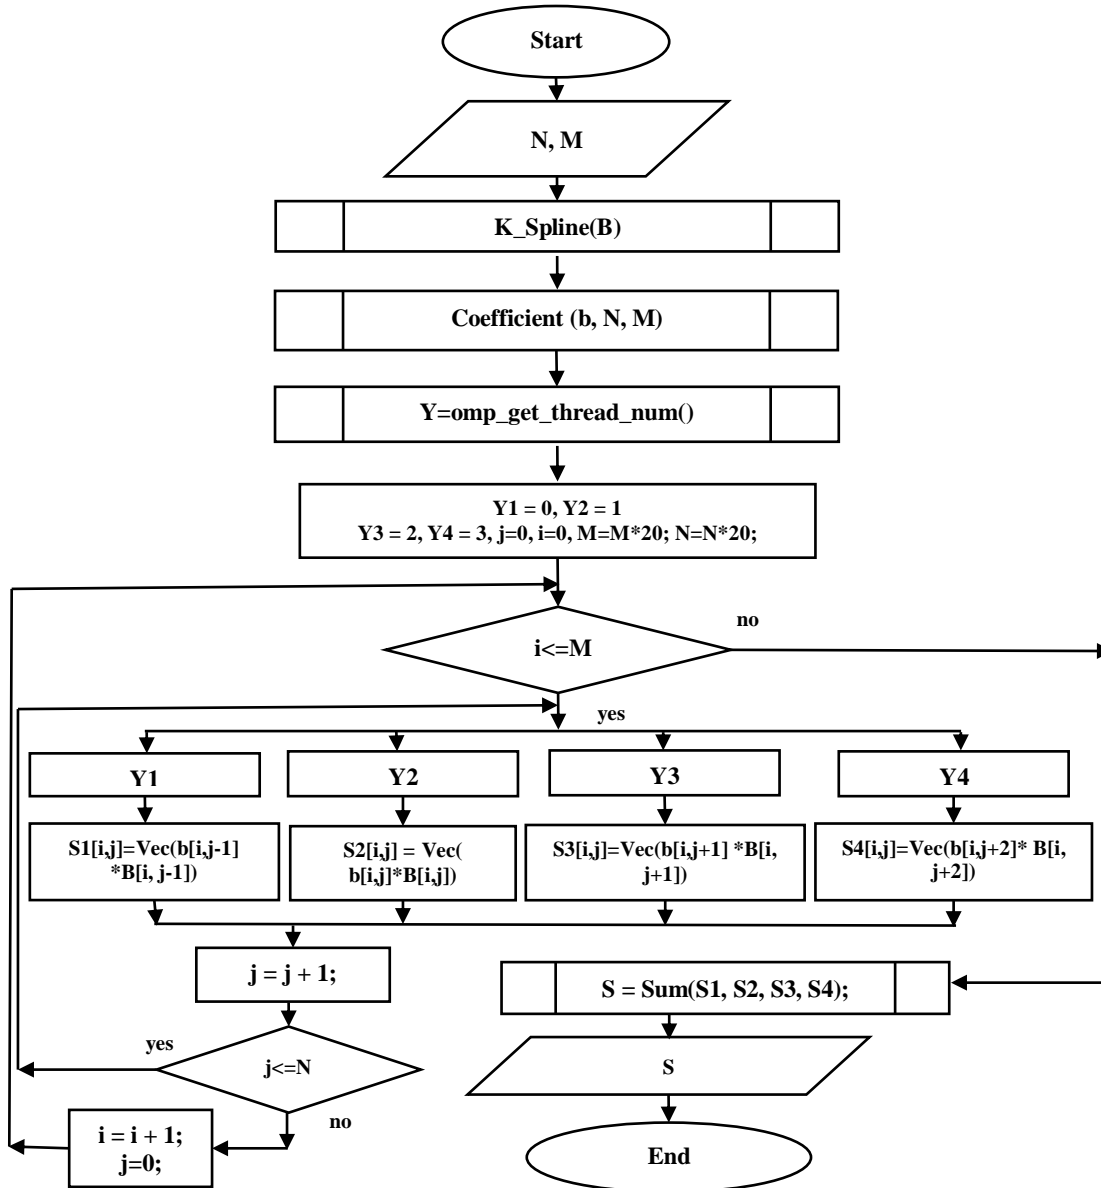 Start
N, M
K_Spline(B)
Coefficient (b, N, M)
Y=omp_get_thread_num()
Y1 = 0, Y2 = 1
Y3 = 2, Y4 = 3, j=0, i=0, M=M*20; N=N*20;
i<=M
no
yes
Y1
Y2
Y3
Y4
S1[i,j]=Vec(b[i,j-1]
*B[i, j-1])
S2[i,j] = Vec(
b[i,j]*B[i,j])
S3[i,j]=Vec(b[i,j+1] *B[i,
j+1])
S4[i,j]=Vec(b[i,j+2]* B[i,
j+2])
j = j + 1;
S = Sum(S1, S2, S3, S4);
yes
j<=N
S
no
i = i + 1;
j=0;
End